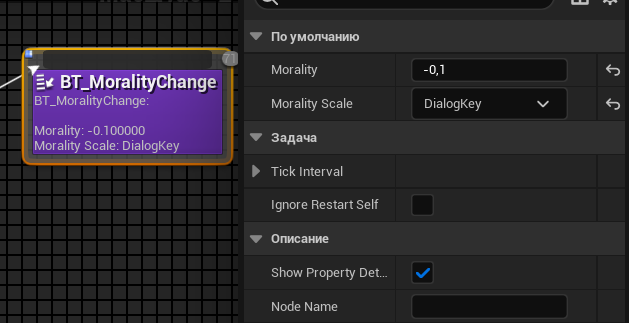 71
BT_MoralityChange
BT_MoralityChange:
Morality: -0.100000
Morality Scale: DialogKey
По умолчанию
Morality -0,1
Morality Scale DialogKey
Задача
Tick Interval
Ignore Restart Self
Описание
Show Property Det...
Node Name